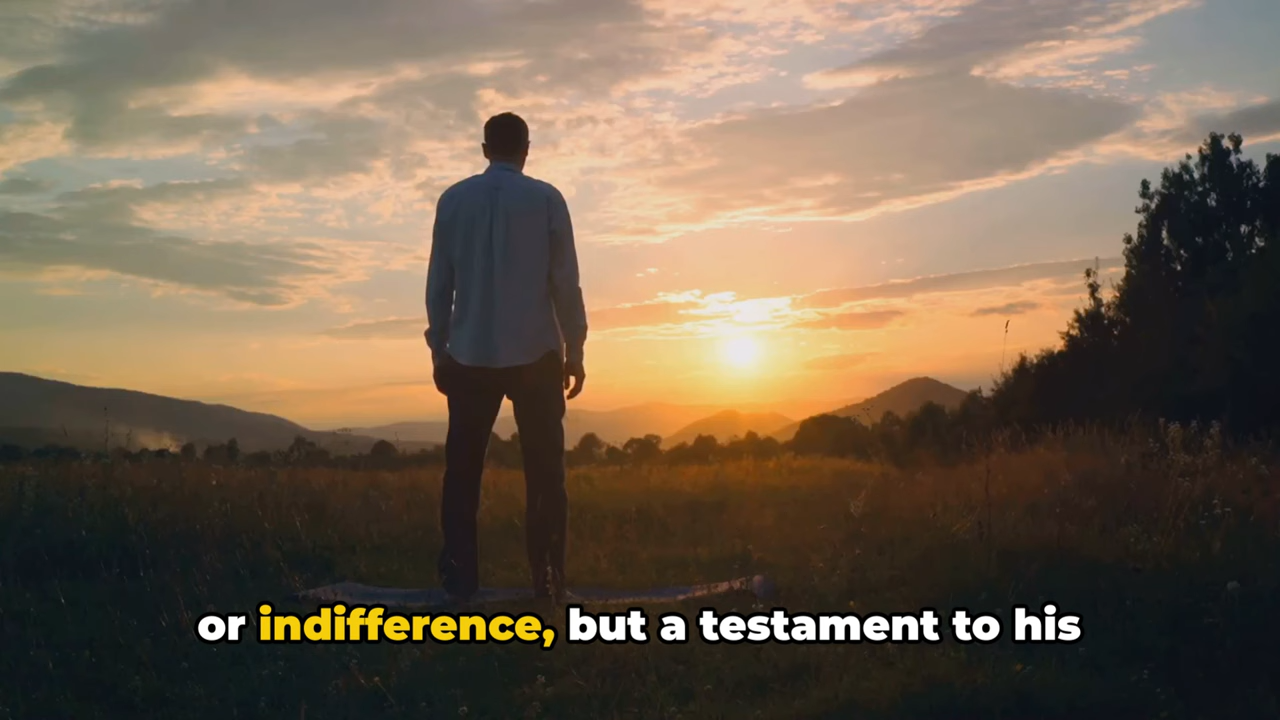 or indifference, but a testament to his